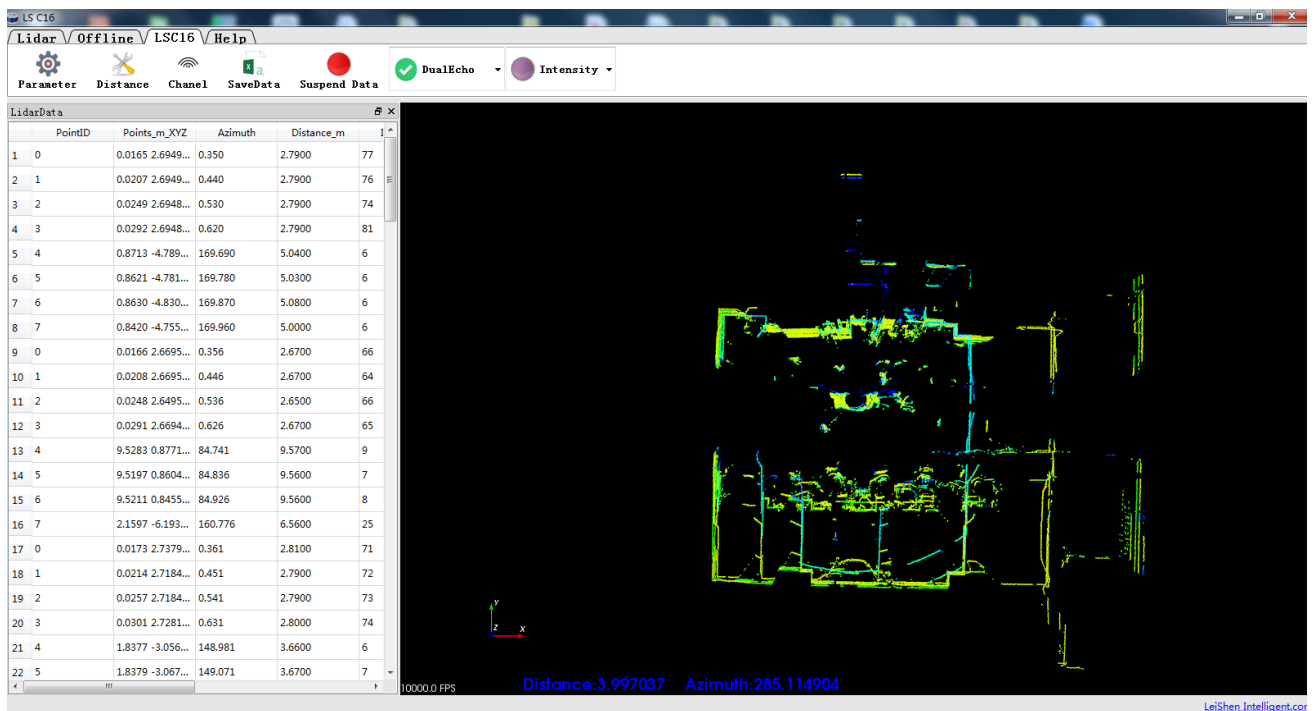 LS C16
Lidar Offline LSC16 Help
Parameter Distance Chanel SaveData Suspend Data DualEcho Intensity
LidarData
PointID Points_m_XYZ Azimuth Distance_m I
1 0 0.0165 2.6949... 0.350 2.7900 77
2 1 0.0207 2.6949... 0.440 2.7900 76
3 2 0.0249 2.6948... 0.530 2.7900 74
4 3 0.0292 2.6948... 0.620 2.7900 81
5 4 0.8713 -4.789... 169.690 5.0400 6
6 5 0.8621 -4.781... 169.780 5.0300 6
7 6 0.8630 -4.830... 169.870 5.0800 6
8 7 0.8420 -4.755... 169.960 5.0000 6
9 0 0.0166 2.6695... 0.356 2.6700 66
10 1 0.0208 2.6695... 0.446 2.6700 64
11 2 0.0248 2.6495... 0.536 2.6500 66
12 3 0.0291 2.6694... 0.626 2.6700 65
13 4 9.5283 0.8771... 84.741 9.5700 9
14 5 9.5197 0.8604... 84.836 9.5600 7
15 6 9.5211 0.8455... 84.926 9.5600 8
16 7 2.1597 -6.193... 160.776 6.5600 25
17 0 0.0173 2.7379... 0.361 2.8100 71
18 1 0.0214 2.7184... 0.451 2.7900 72
19 2 0.0257 2.7184... 0.541 2.7900 73
20 3 0.0301 2.7281... 0.631 2.8000 74
21 4 1.8377 -3.056... 148.981 3.6600 6
22 5 1.8379 -3.067... 149.071 3.6700 7
Y
Z X
10000.0 FPS Distance:3.997037 Azimuth:285.114904
LeiShen Intelligent.com